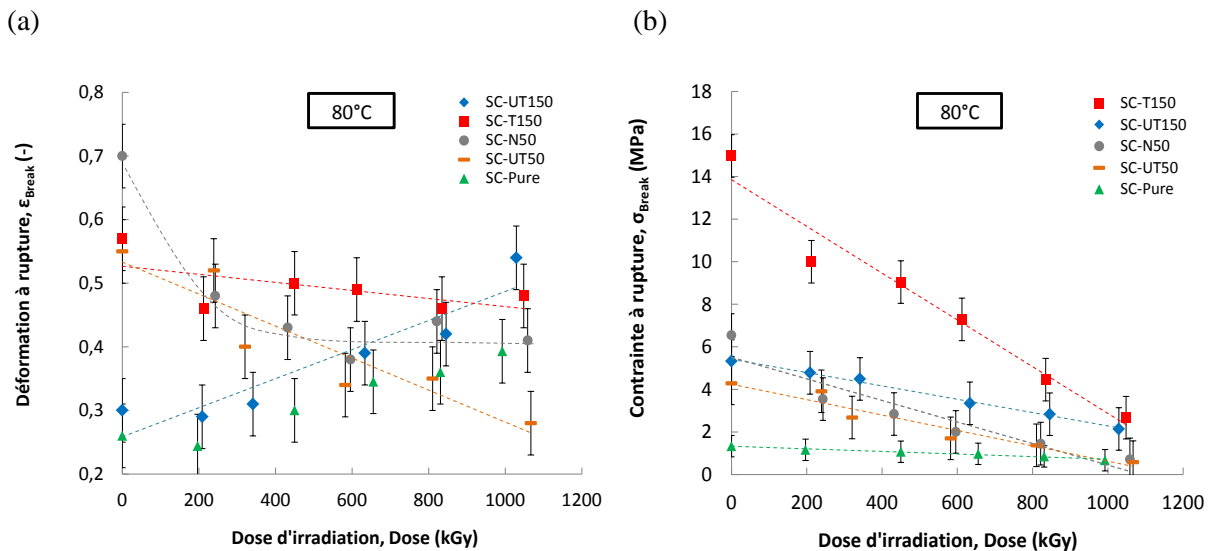 (a)
Déformation à rupture, εBreak (-)
0,8
0,7
0,6
0,5
0,4
0,3
0,2
80°C
SC-UT150
SC-T150
SC-N50
SC-UT50
SC-Pure
0 200 400 600 800 1000 1200
Dose d'irradiation, Dose (kGy)
(b)
Contrainte à rupture, σBreak (MPa)
18
16
14
12
10
8
6
4
2
0
80°C
SC-T150
SC-UT150
SC-N50
SC-UT50
SC-Pure
0 200 400 600 800 1000 1200
Dose d'irradiation, Dose (kGy)